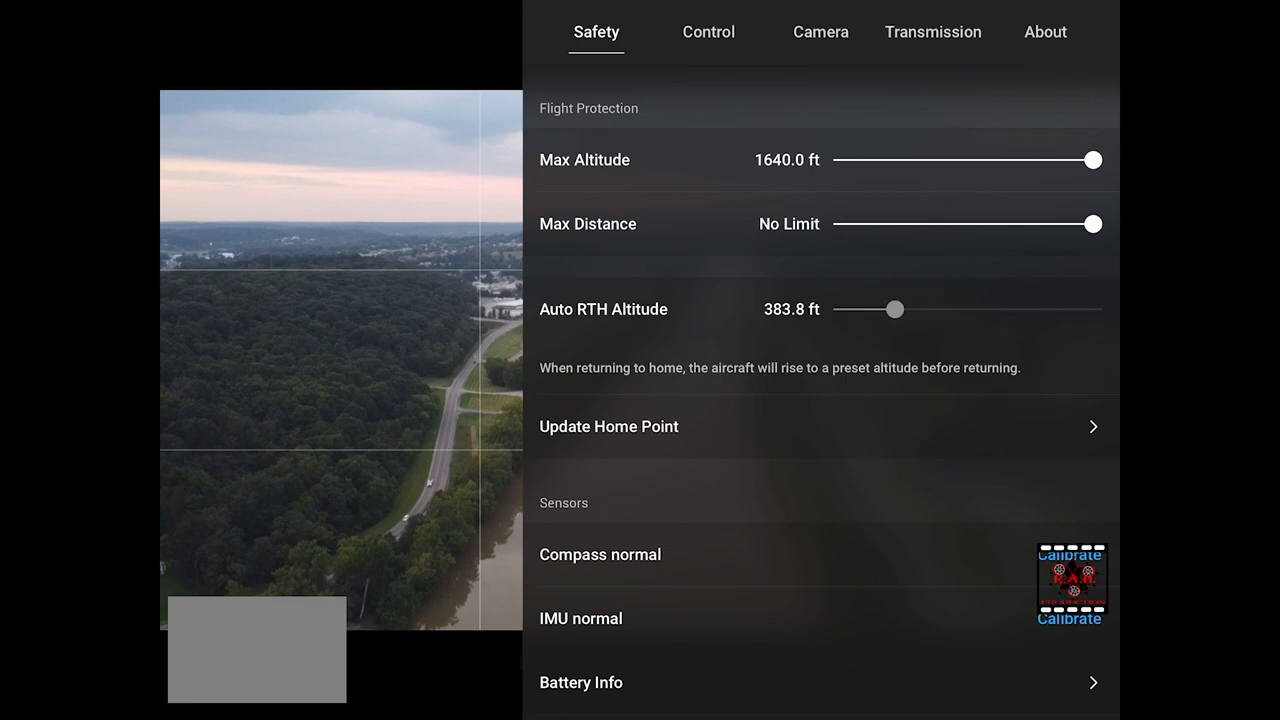 Safety Control Camera Transmission About
Flight Protection
Max Altitude 1640.0 ft
Max Distance No Limit
Auto RTH Altitude 383.8 ft
When returning to home, the aircraft will rise to a preset altitude before returning.
Update Home Point
Sensors
Compass normal Calibrate
R.A.H.
PRODUCTION
IMU normal Calibrate
Battery Info